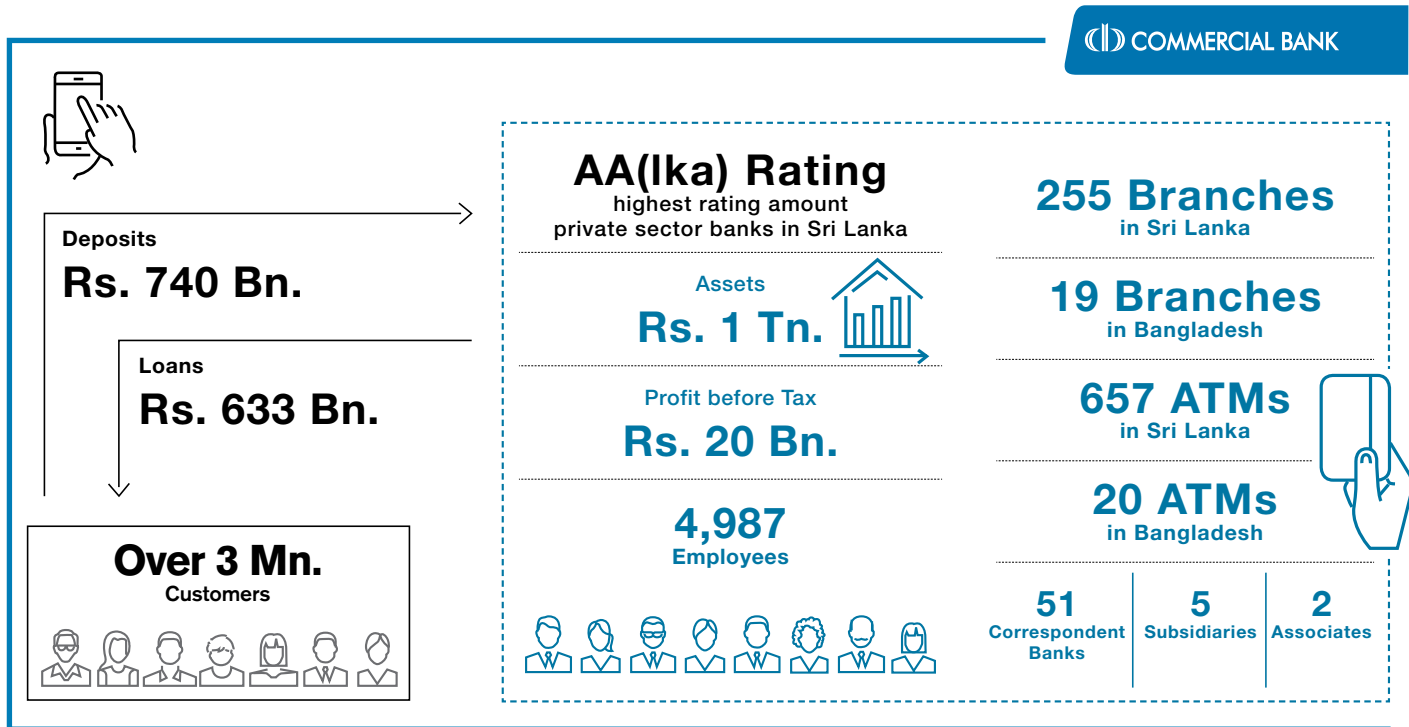 COMMERCIAL BANK
Deposits
Rs. 740 Bn.
Loans
Rs. 633 Bn.
Over 3 Mn.
Customers
AA(lka) Rating
highest rating amount
private sector banks in Sri Lanka
Assets
Rs. 1 Tn.
Profit before Tax
Rs. 20 Bn.
4,987
Employees
255 Branches
in Sri Lanka
19 Branches
in Bangladesh
657 ATMs
in Sri Lanka
20 ATMs
in Bangladesh
51
Correspondent
Banks
5
Subsidiaries
2
Associates